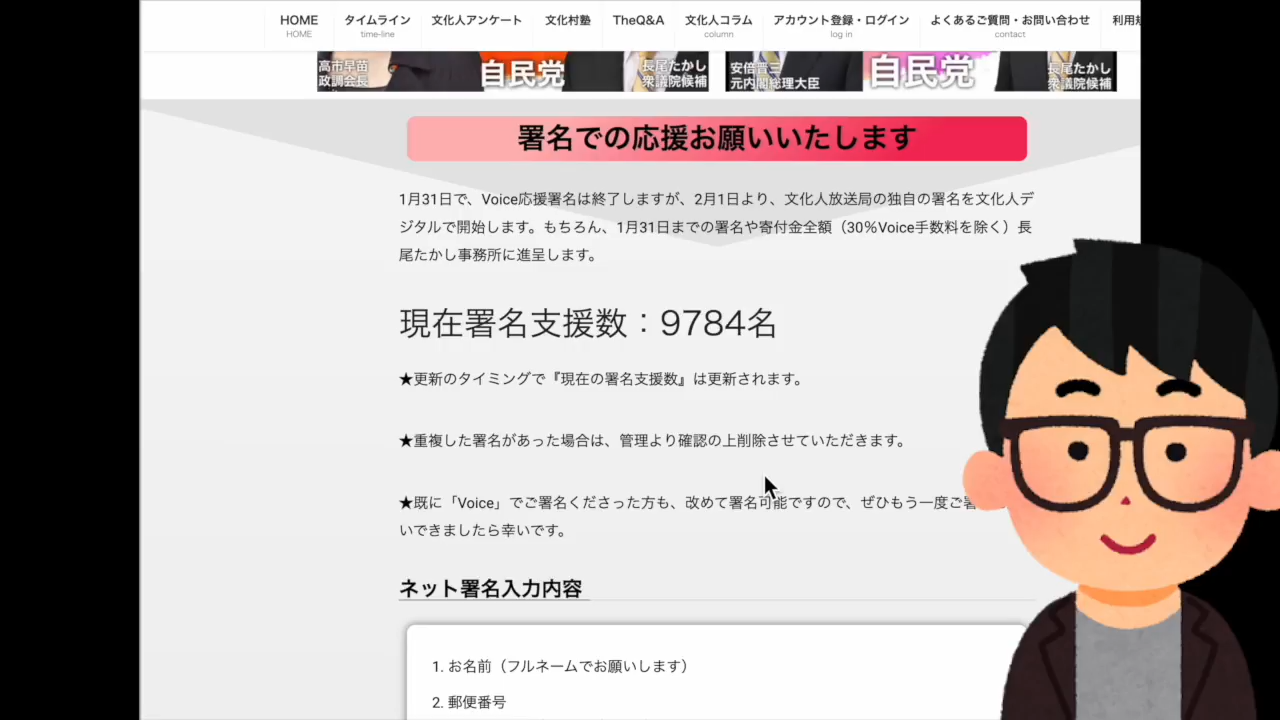 HOME
HOME
タイムライン
time-line
文化人アンケート
文化村塾
TheQ&A
文化人コラム
column
アカウント登録・ログイン
log in
よくあるご質問・お問い合わせ
contact
利用規
高市早苗
政調会長
自民党
長尾たかし
衆議院候補
安倍晋三
元内閣総理大臣
自民党
長尾たかし
衆議院候補
署名での応援お願いいたします
1月31日で、Voice応援署名は終了しますが、2月1日より、文化人放送局の独自の署名を文化人デ
ジタルで開始します。もちろん、1月31日までの署名や寄付金全額（30%Voice手数料を除く）長
尾たかし事務所に進呈します。
現在署名支援数：9784名
★更新のタイミングで『現在の署名支援数』は更新されます。
★重複した署名があった場合は、管理より確認の上削除させていただきます。
★既に「Voice」でご署名くださった方も、改めて署名可能ですので、ぜひもう一度ご署
いできましたら幸いです。
ネット署名入力内容
1. お名前（フルネームでお願いします）
2. 郵便番号